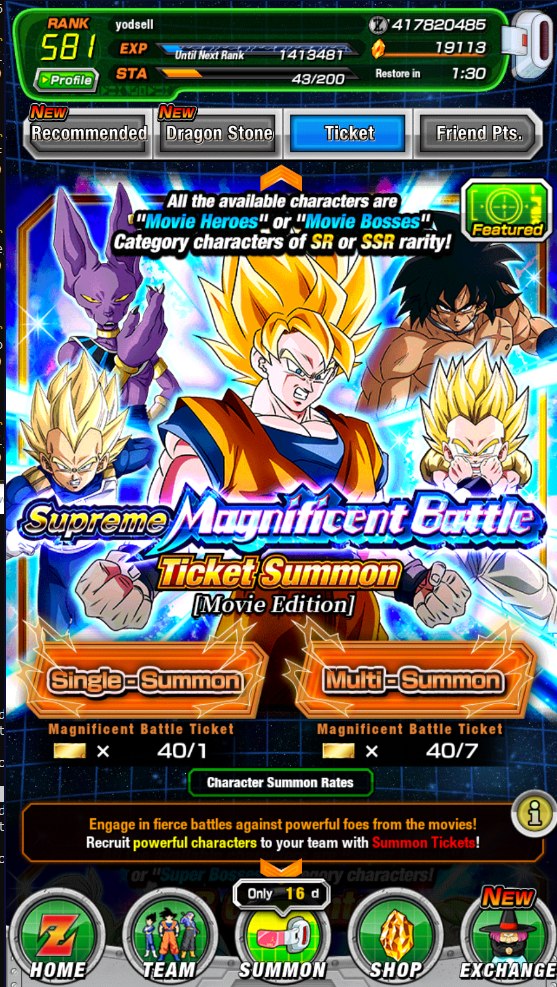 RANK
581
Profile
yodsell
417820485
EXP
Until Next Rank 1413481
19113
STA
43/200
Restore in 1:30
New
Recommended
New
Dragon Stone
Ticket
Friend Pts.
All the available characters are
"Movie Heroes" or "Movie Bosses"
Category characters of SR or SSR rarity!
Featured
Supreme Magnificent Battle
Ticket Summon
[Movie Edition]
Single-Summon
Multi-Summon
Magnificent Battle Ticket
× 40/1
Magnificent Battle Ticket
× 40/7
Character Summon Rates
Engage in fierce battles against powerful foes from the movies!
Recruit powerful characters to your team with Summon Tickets!
Only 16 d
New
HOME
TEAM
SUMMON
SHOP
EXCHANGE